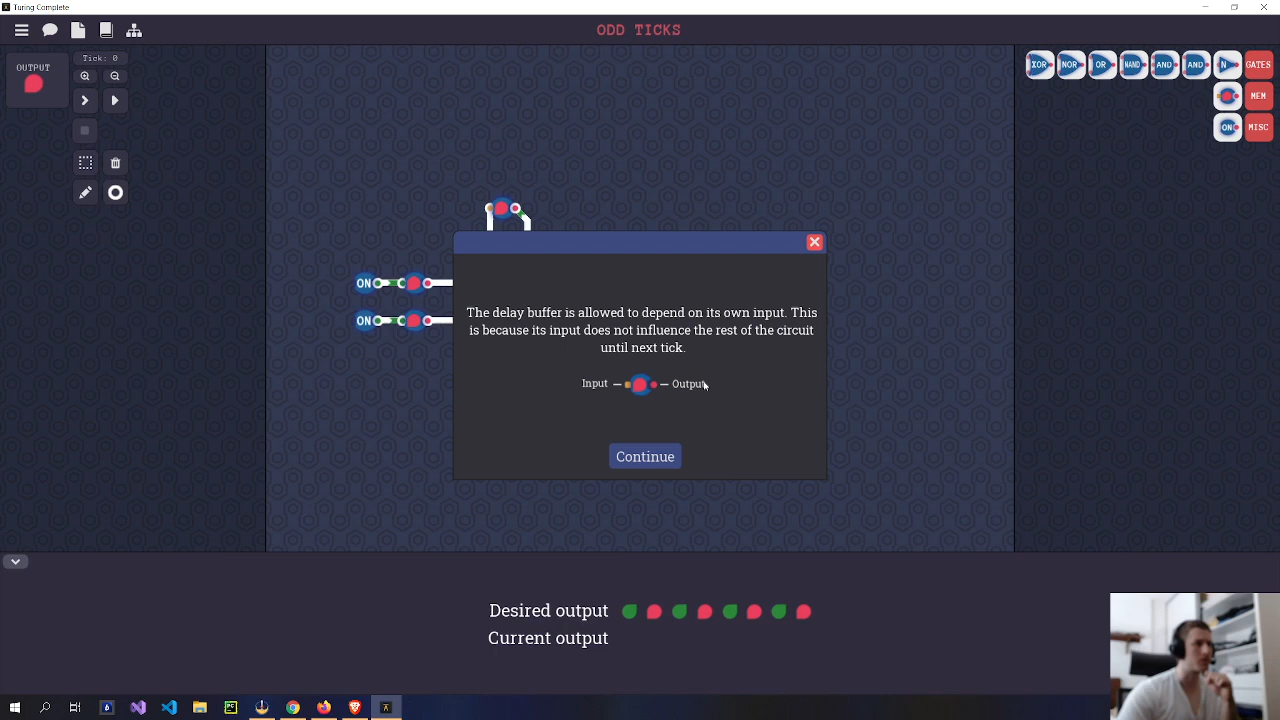 Turing Complete
ODD TICKS
OUTPUT
Tick: 0
XOR NOR OR NAND AND AND N GATES
MEM
ON MISC
ON
ON
The delay buffer is allowed to depend on its own input. This
is because its input does not influence the rest of the circuit
until next tick.
Input
Output
Continue
Desired output
Current output